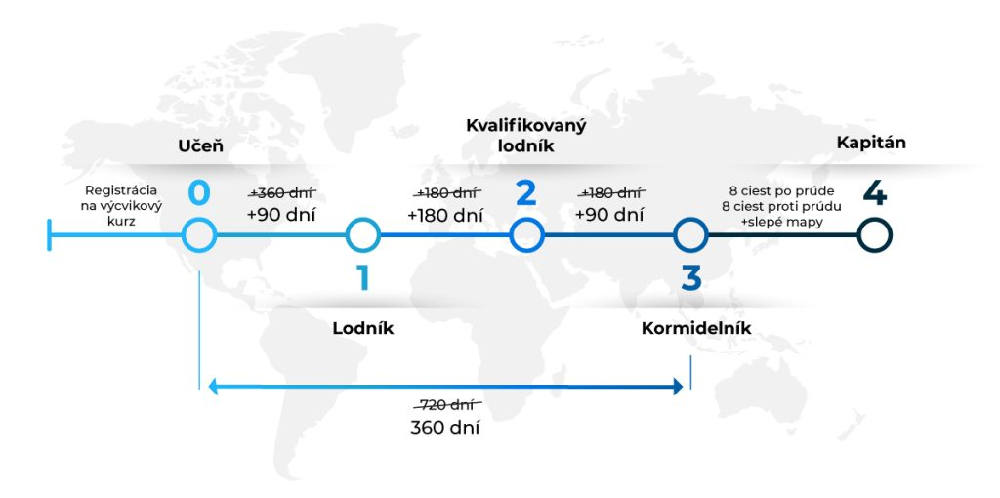 Učeň
Kvalifikovaný
lodník
Kapitán
Registrácia
na výcvikový
kurz
0
+360 dní
+90 dní
+180 dní
+180 dní
2
+180 dní
+90 dní
8 ciest po prúde
8 ciest proti prúdu
+slepé mapy
4
1
3
Lodník
Kormidelník
720 dní
360 dní